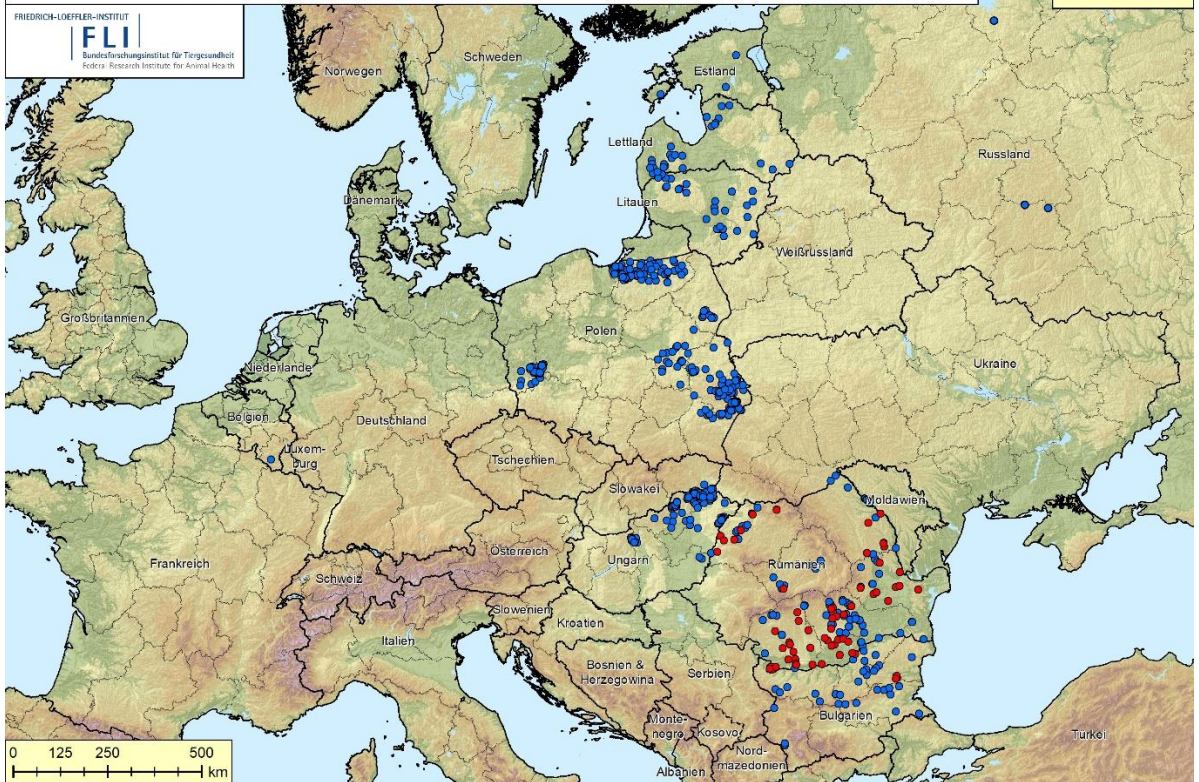 FRIEDRICH-LOEFFLER-INSTITUT
FLI
Bundesforschungsinstitut für Tiergesundheit
Federal Research Institute for Animal Health
Norwegen
Schweden
Estland
Lettland
Russland
Dänemark
Litauen
Weißrussland
Großbritannien
Polen
Niederlande
Ukraine
Belgien
Deutschland
Luxem-
burg
Tschechien
Slowakei
Moldawien
Frankreich
Österreich
Ungarn
Rumänien
Schweiz
Slowenien
Kroatien
Italien
Bosnien &
Herzegowina
Serbien
Monte-
negro
Kosovo
Bulgarien
Türkei
Nord-
mazedonien
Albanien
0 125 250 500
km